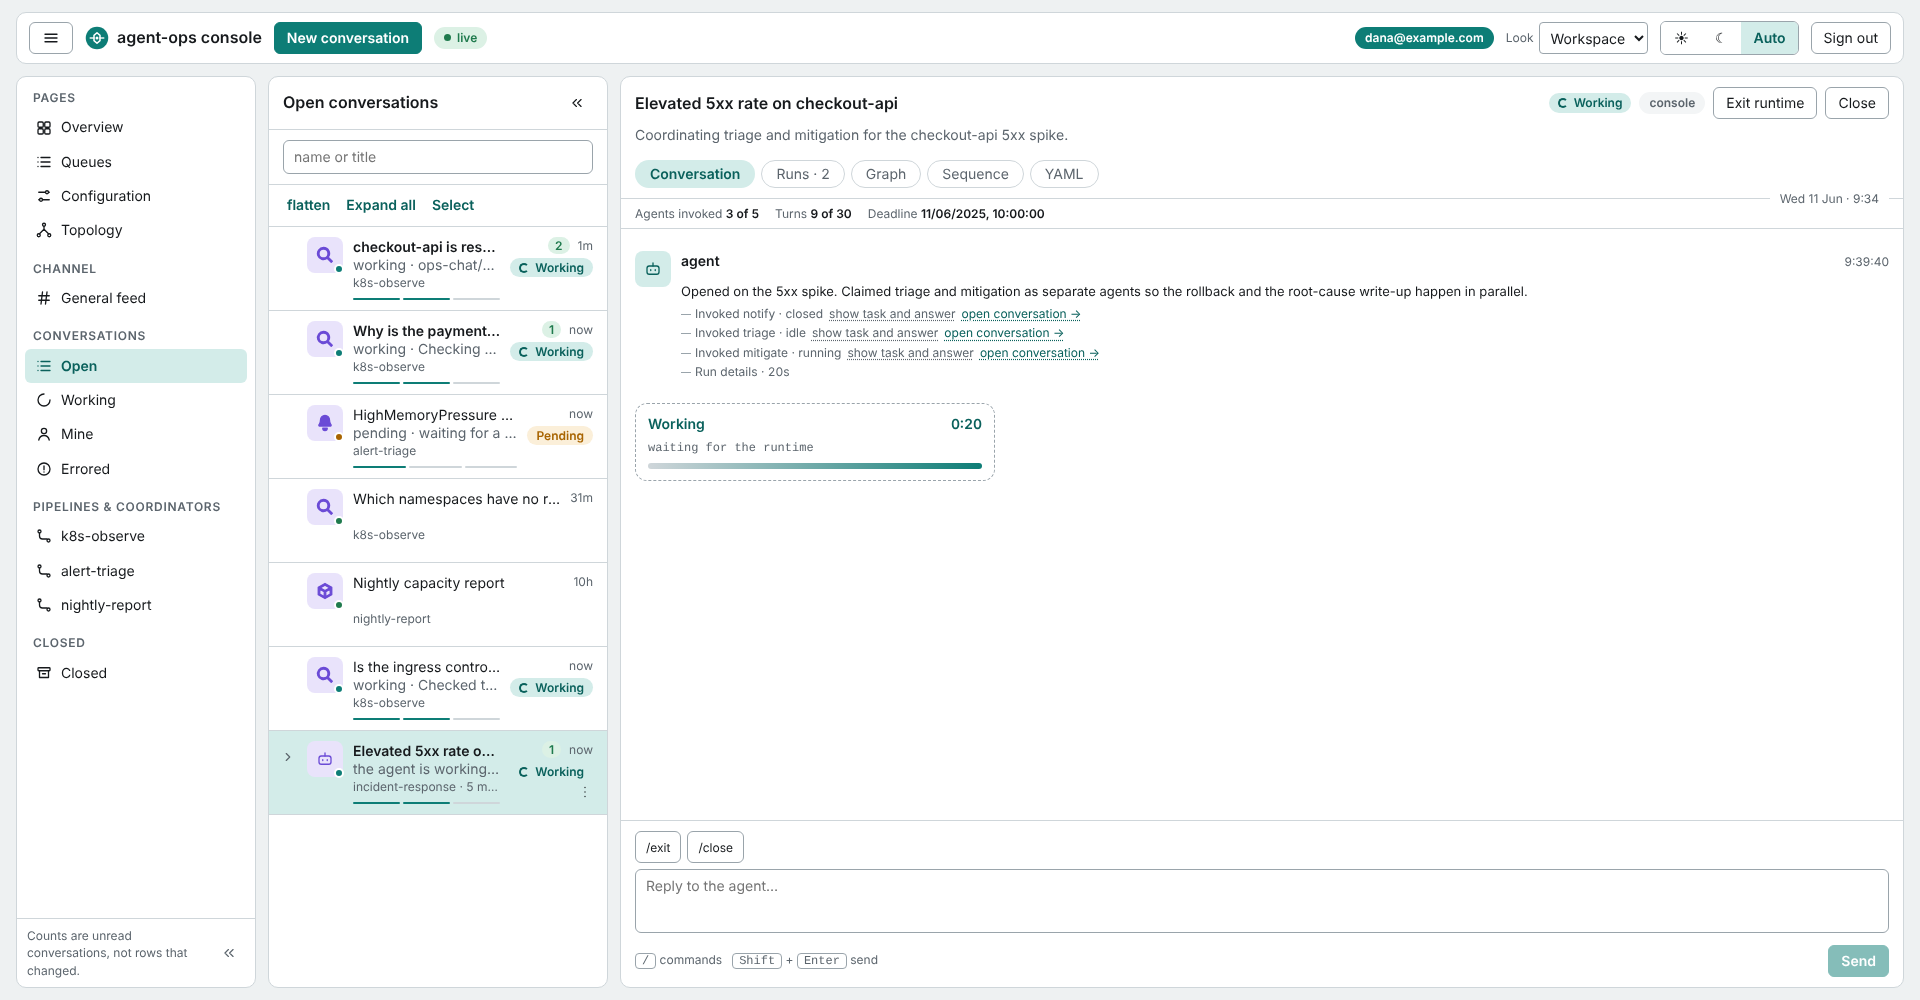 agent-ops console
New conversation
live
dana@example.com
Look
Workspace
Auto
Sign out
PAGES
Overview
Queues
Configuration
Topology
CHANNEL
General feed
CONVERSATIONS
Open
Working
Mine
Errored
PIPELINES & COORDINATORS
k8s-observe
alert-triage
nightly-report
CLOSED
Closed
Counts are unread
conversations, not rows that
changed.
Open conversations
name or title
flatten Expand all Select
checkout-api is res... 2 1m
working · ops-chat/... Working
k8s-observe
Why is the payment... 1 now
working · Checking ... Working
k8s-observe
HighMemoryPressure ... now
pending · waiting for a ... Pending
alert-triage
Which namespaces have no r... 31m
k8s-observe
Nightly capacity report 10h
nightly-report
Is the ingress contro... now
working · Checked t... Working
k8s-observe
Elevated 5xx rate o... 1 now
the agent is working... Working
incident-response · 5 m...
Elevated 5xx rate on checkout-api
Working console Exit runtime Close
Coordinating triage and mitigation for the checkout-api 5xx spike.
Conversation Runs · 2 Graph Sequence YAML
Wed 11 Jun · 9:34
Agents invoked 3 of 5 Turns 9 of 30 Deadline 11/06/2025, 10:00:00
agent 9:39:40
Opened on the 5xx spike. Claimed triage and mitigation as separate agents so the rollback and the root-cause write-up happen in parallel.
— Invoked notify · closed show task and answer open conversation →
— Invoked triage · idle show task and answer open conversation →
— Invoked mitigate · running show task and answer open conversation →
— Run details · 20s
Working 0:20
waiting for the runtime
/exit /close
Reply to the agent...
/ commands Shift + Enter send
Send